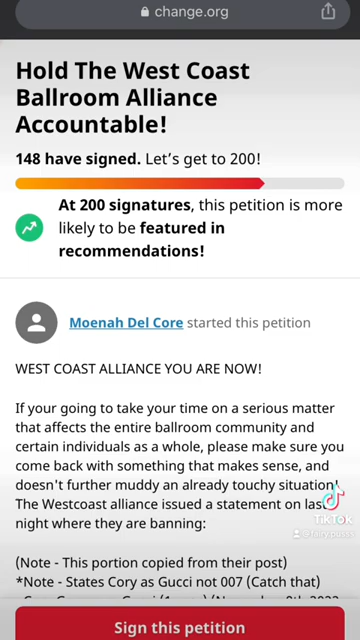 change.org
Hold The West Coast
Ballroom Alliance
Accountable!
148 have signed. Let's get to 200!
At 200 signatures, this petition is more
likely to be featured in
recommendations!
Moenah Del Core started this petition
WEST COAST ALLIANCE YOU ARE NOW!
If your going to take your time on a serious matter
that affects the entire ballroom community and
certain individuals as a whole, please make sure you
come back with something that makes sense, and
doesn't further muddy an already touchy situation!
The Westcoast alliance issued a statement on last
night where they are banning:
(Note - This portion copied from their post)
*Note - States Cory as Gucci not 007 (Catch that)
Sign this petition
TikTok